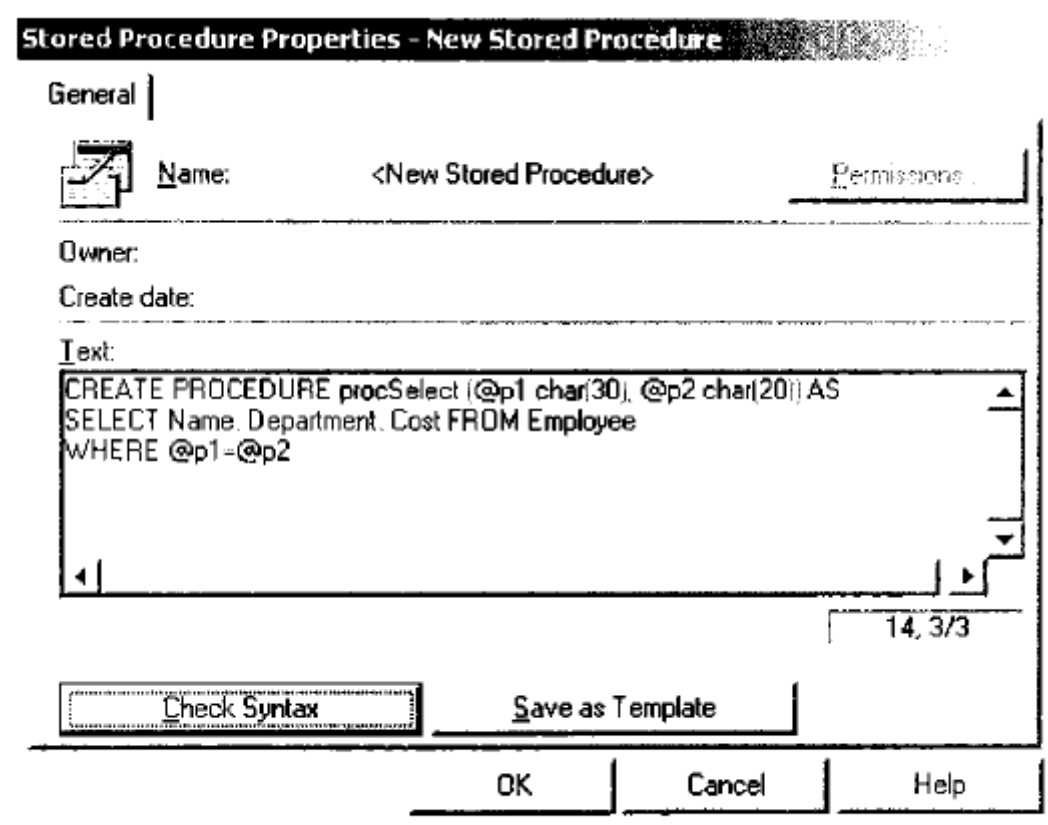 Stored Procedure Properties - New Stored Procedure
General
Name: <New Stored Procedure> Permissions...
Owner:
Create date:
Text:
CREATE PROCEDURE procSelect (@p1 char(30), @p2 char(20)) AS
SELECT Name, Department, Cost FROM Employee
WHERE @p1=@p2
14, 3/3
Check Syntax Save as Template
OK Cancel Help